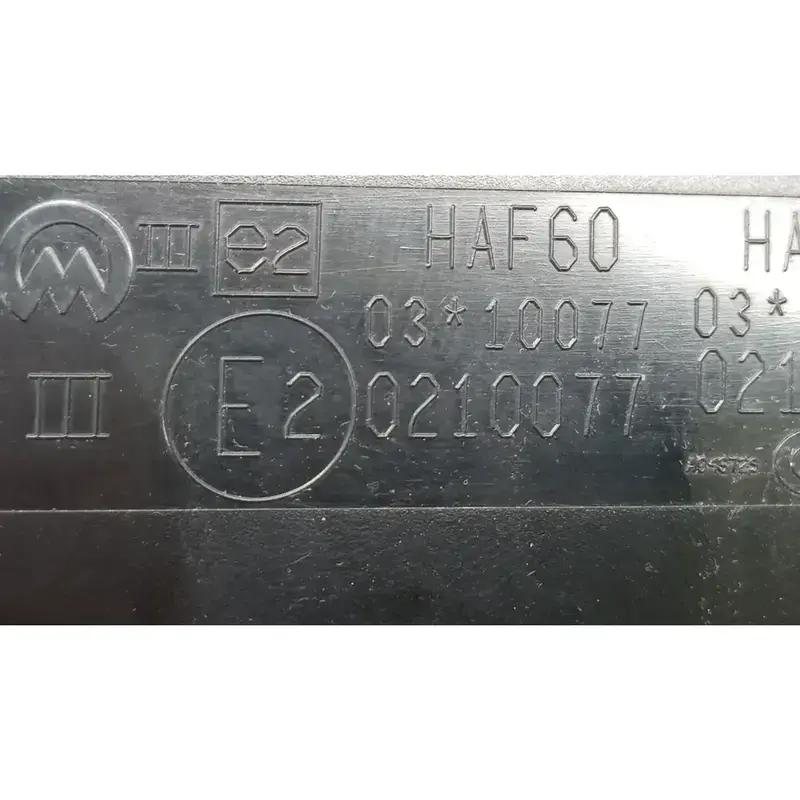 M III e2 HAF60 HA
03*10077 03*
III E2 0210077 021